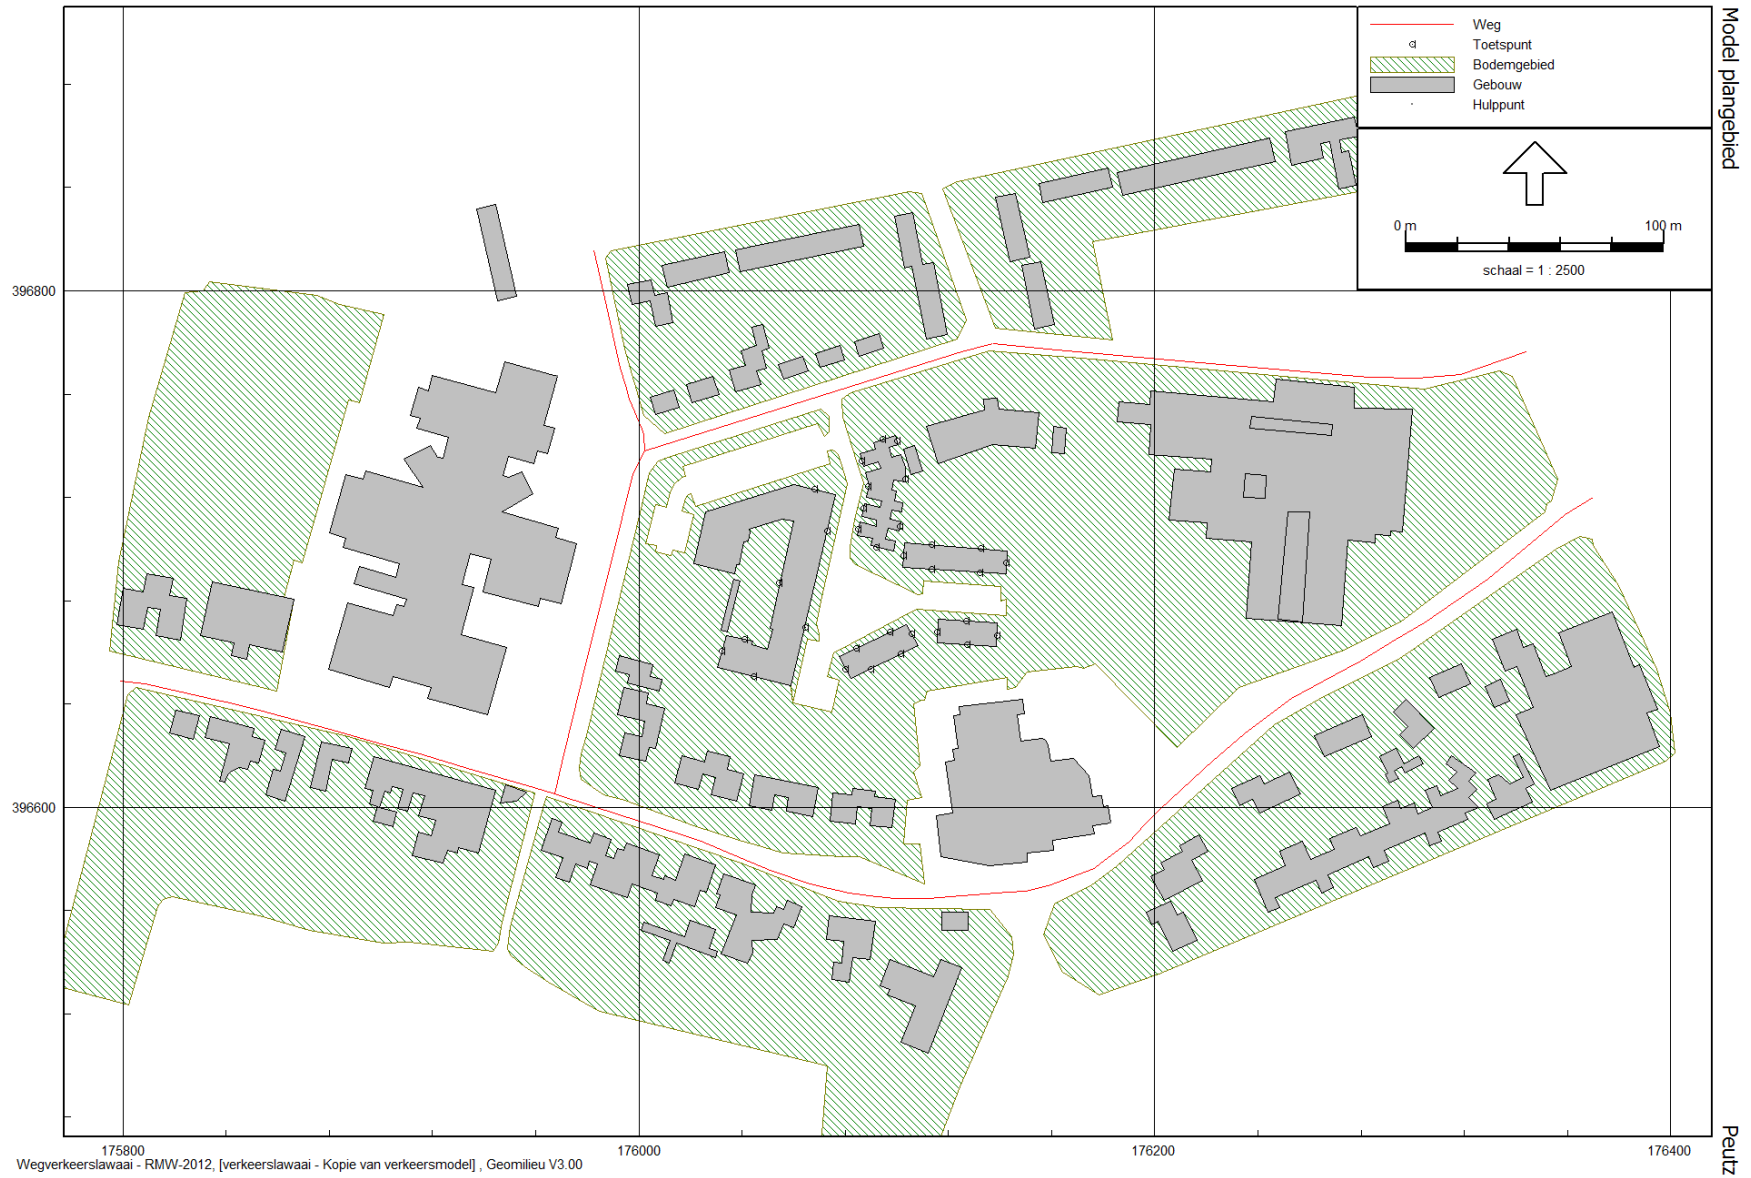 Model plangebied
Weg
Toetspunt
Bodemgebied
Gebouw
Hulppunt
0 m
100 m
schaal = 1 : 2500
396800
396600
175800
176000
176200
176400
Wegverkeerslawaai - RMW-2012, [verkeerslawaai - Kopie van verkeersmodel] , Geomilieu V3.00
Peutz